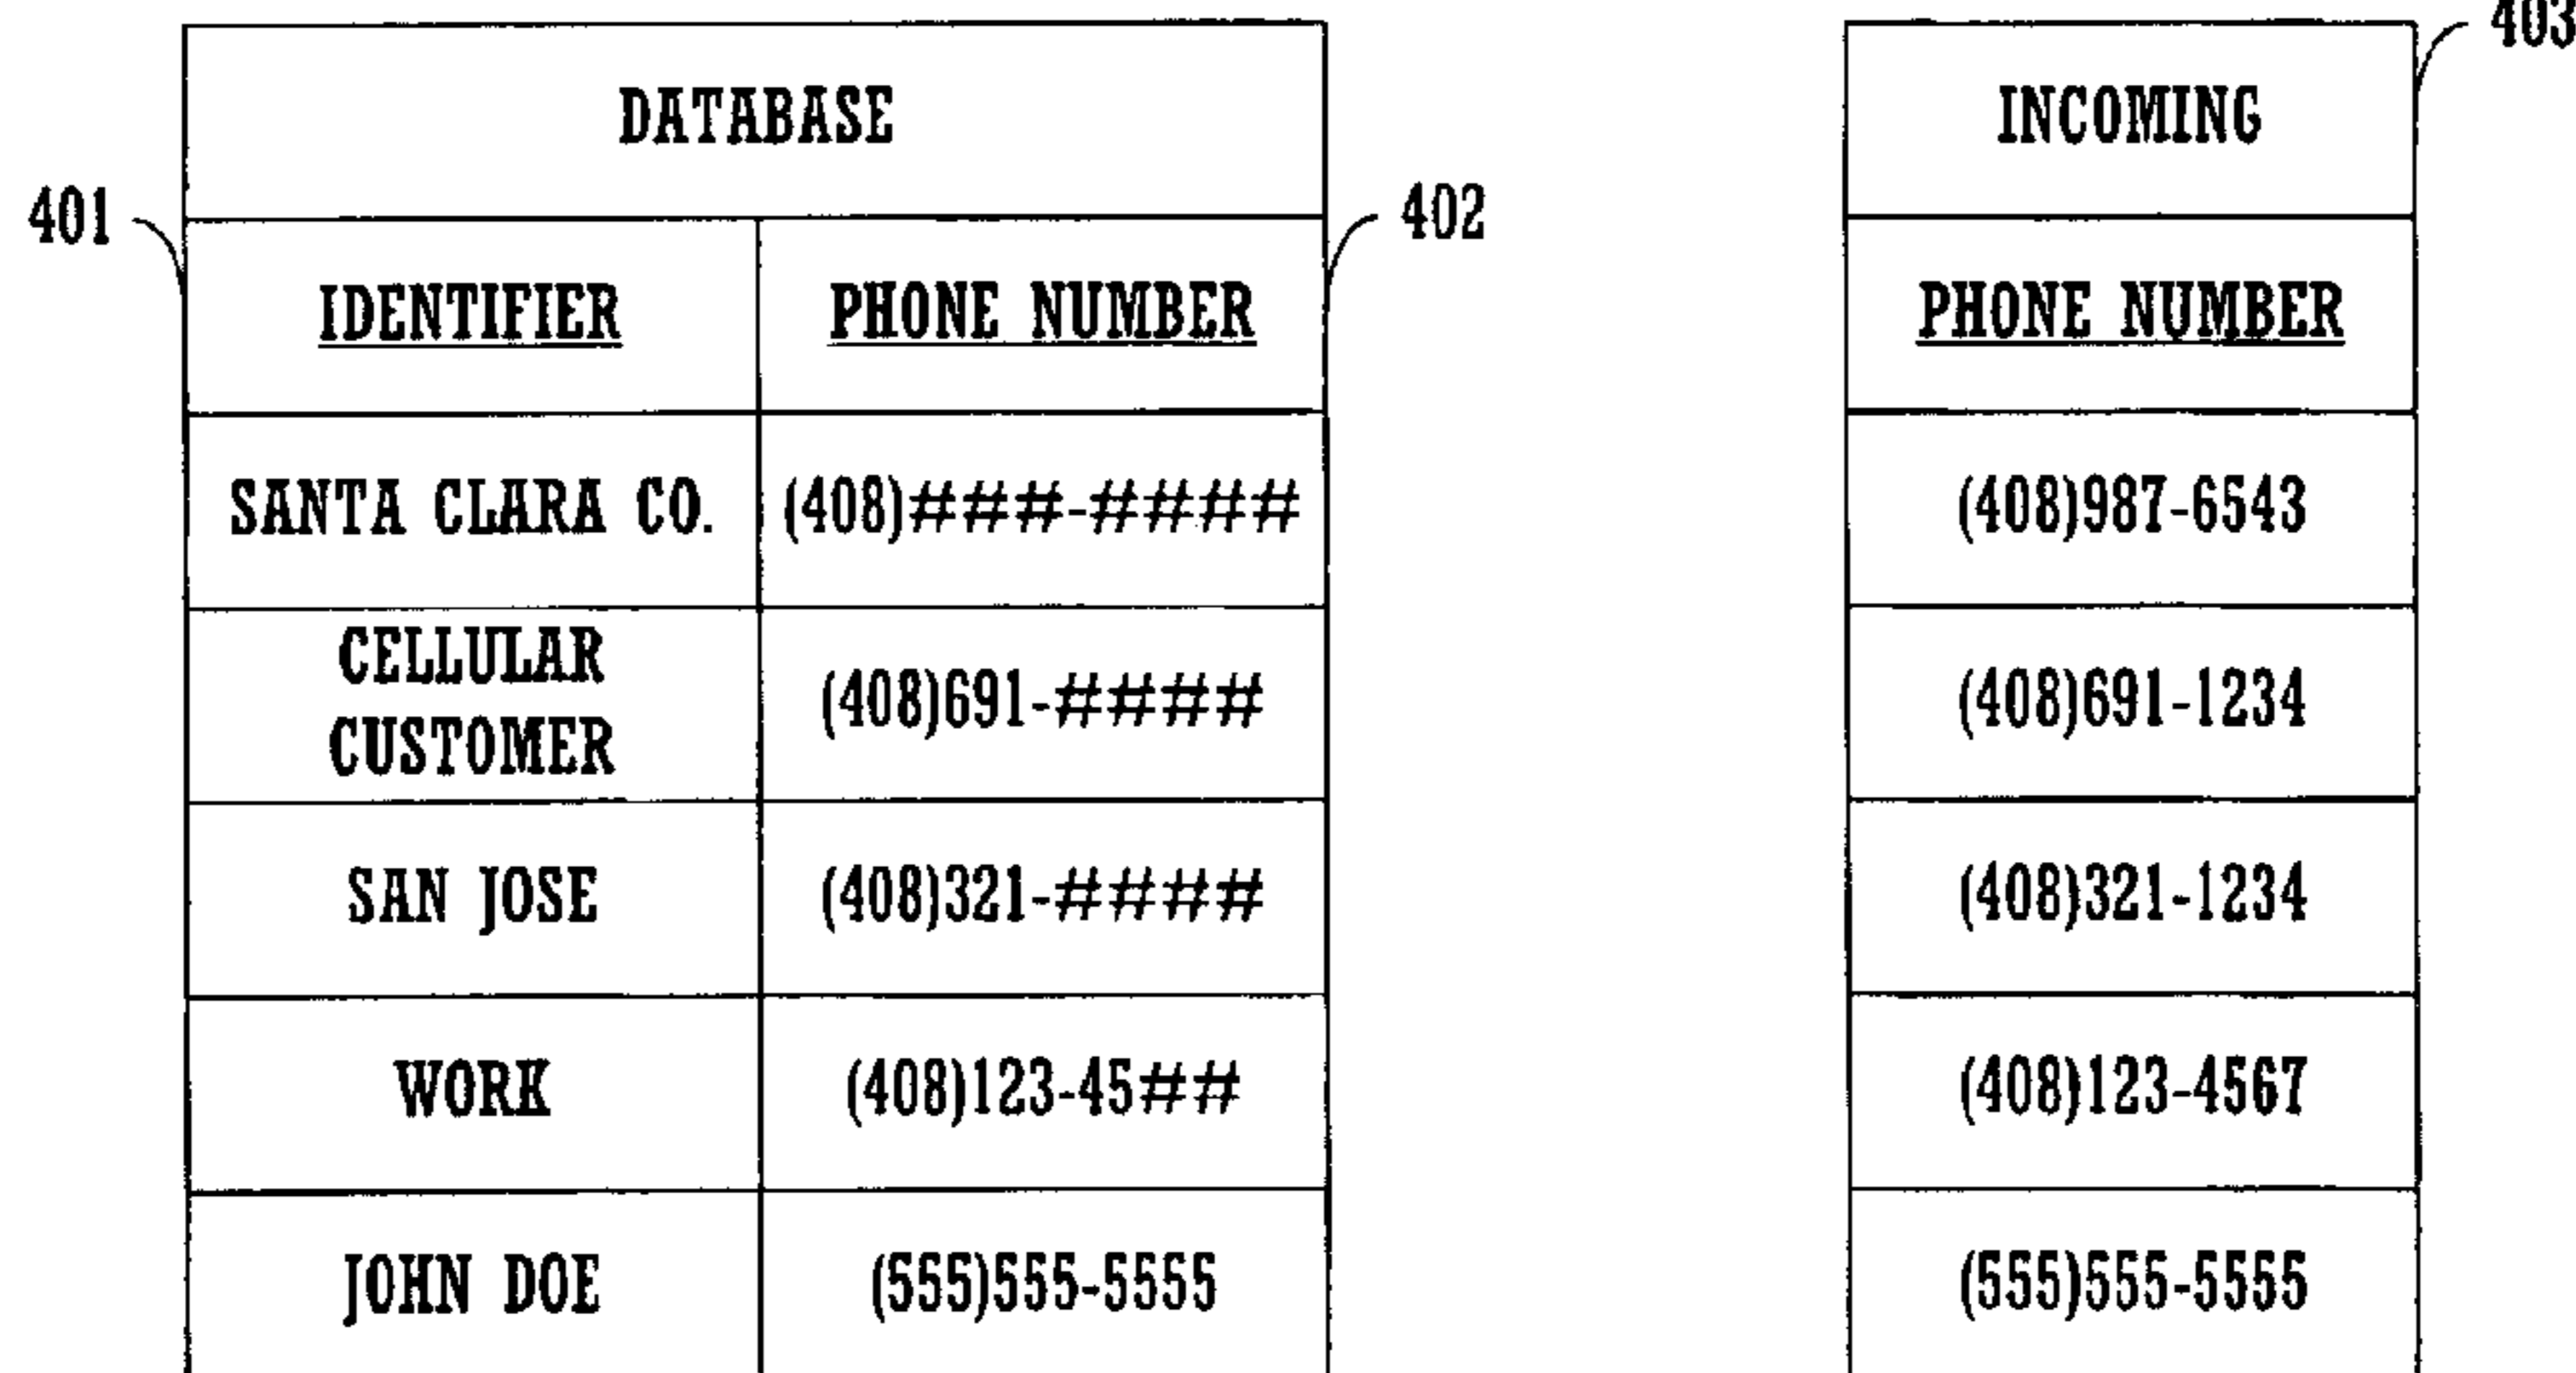 DATABASE
INCOMING
403
401
402
IDENTIFIER
PHONE NUMBER
PHONE NUMBER
SANTA CLARA CO.
(408)###-####
(408)987-6543
CELLULAR
CUSTOMER
(408)691-####
(408)691-1234
SAN JOSE
(408)321-####
(408)321-1234
WORK
(408)123-45##
(408)123-4567
JOHN DOE
(555)555-5555
(555)555-5555